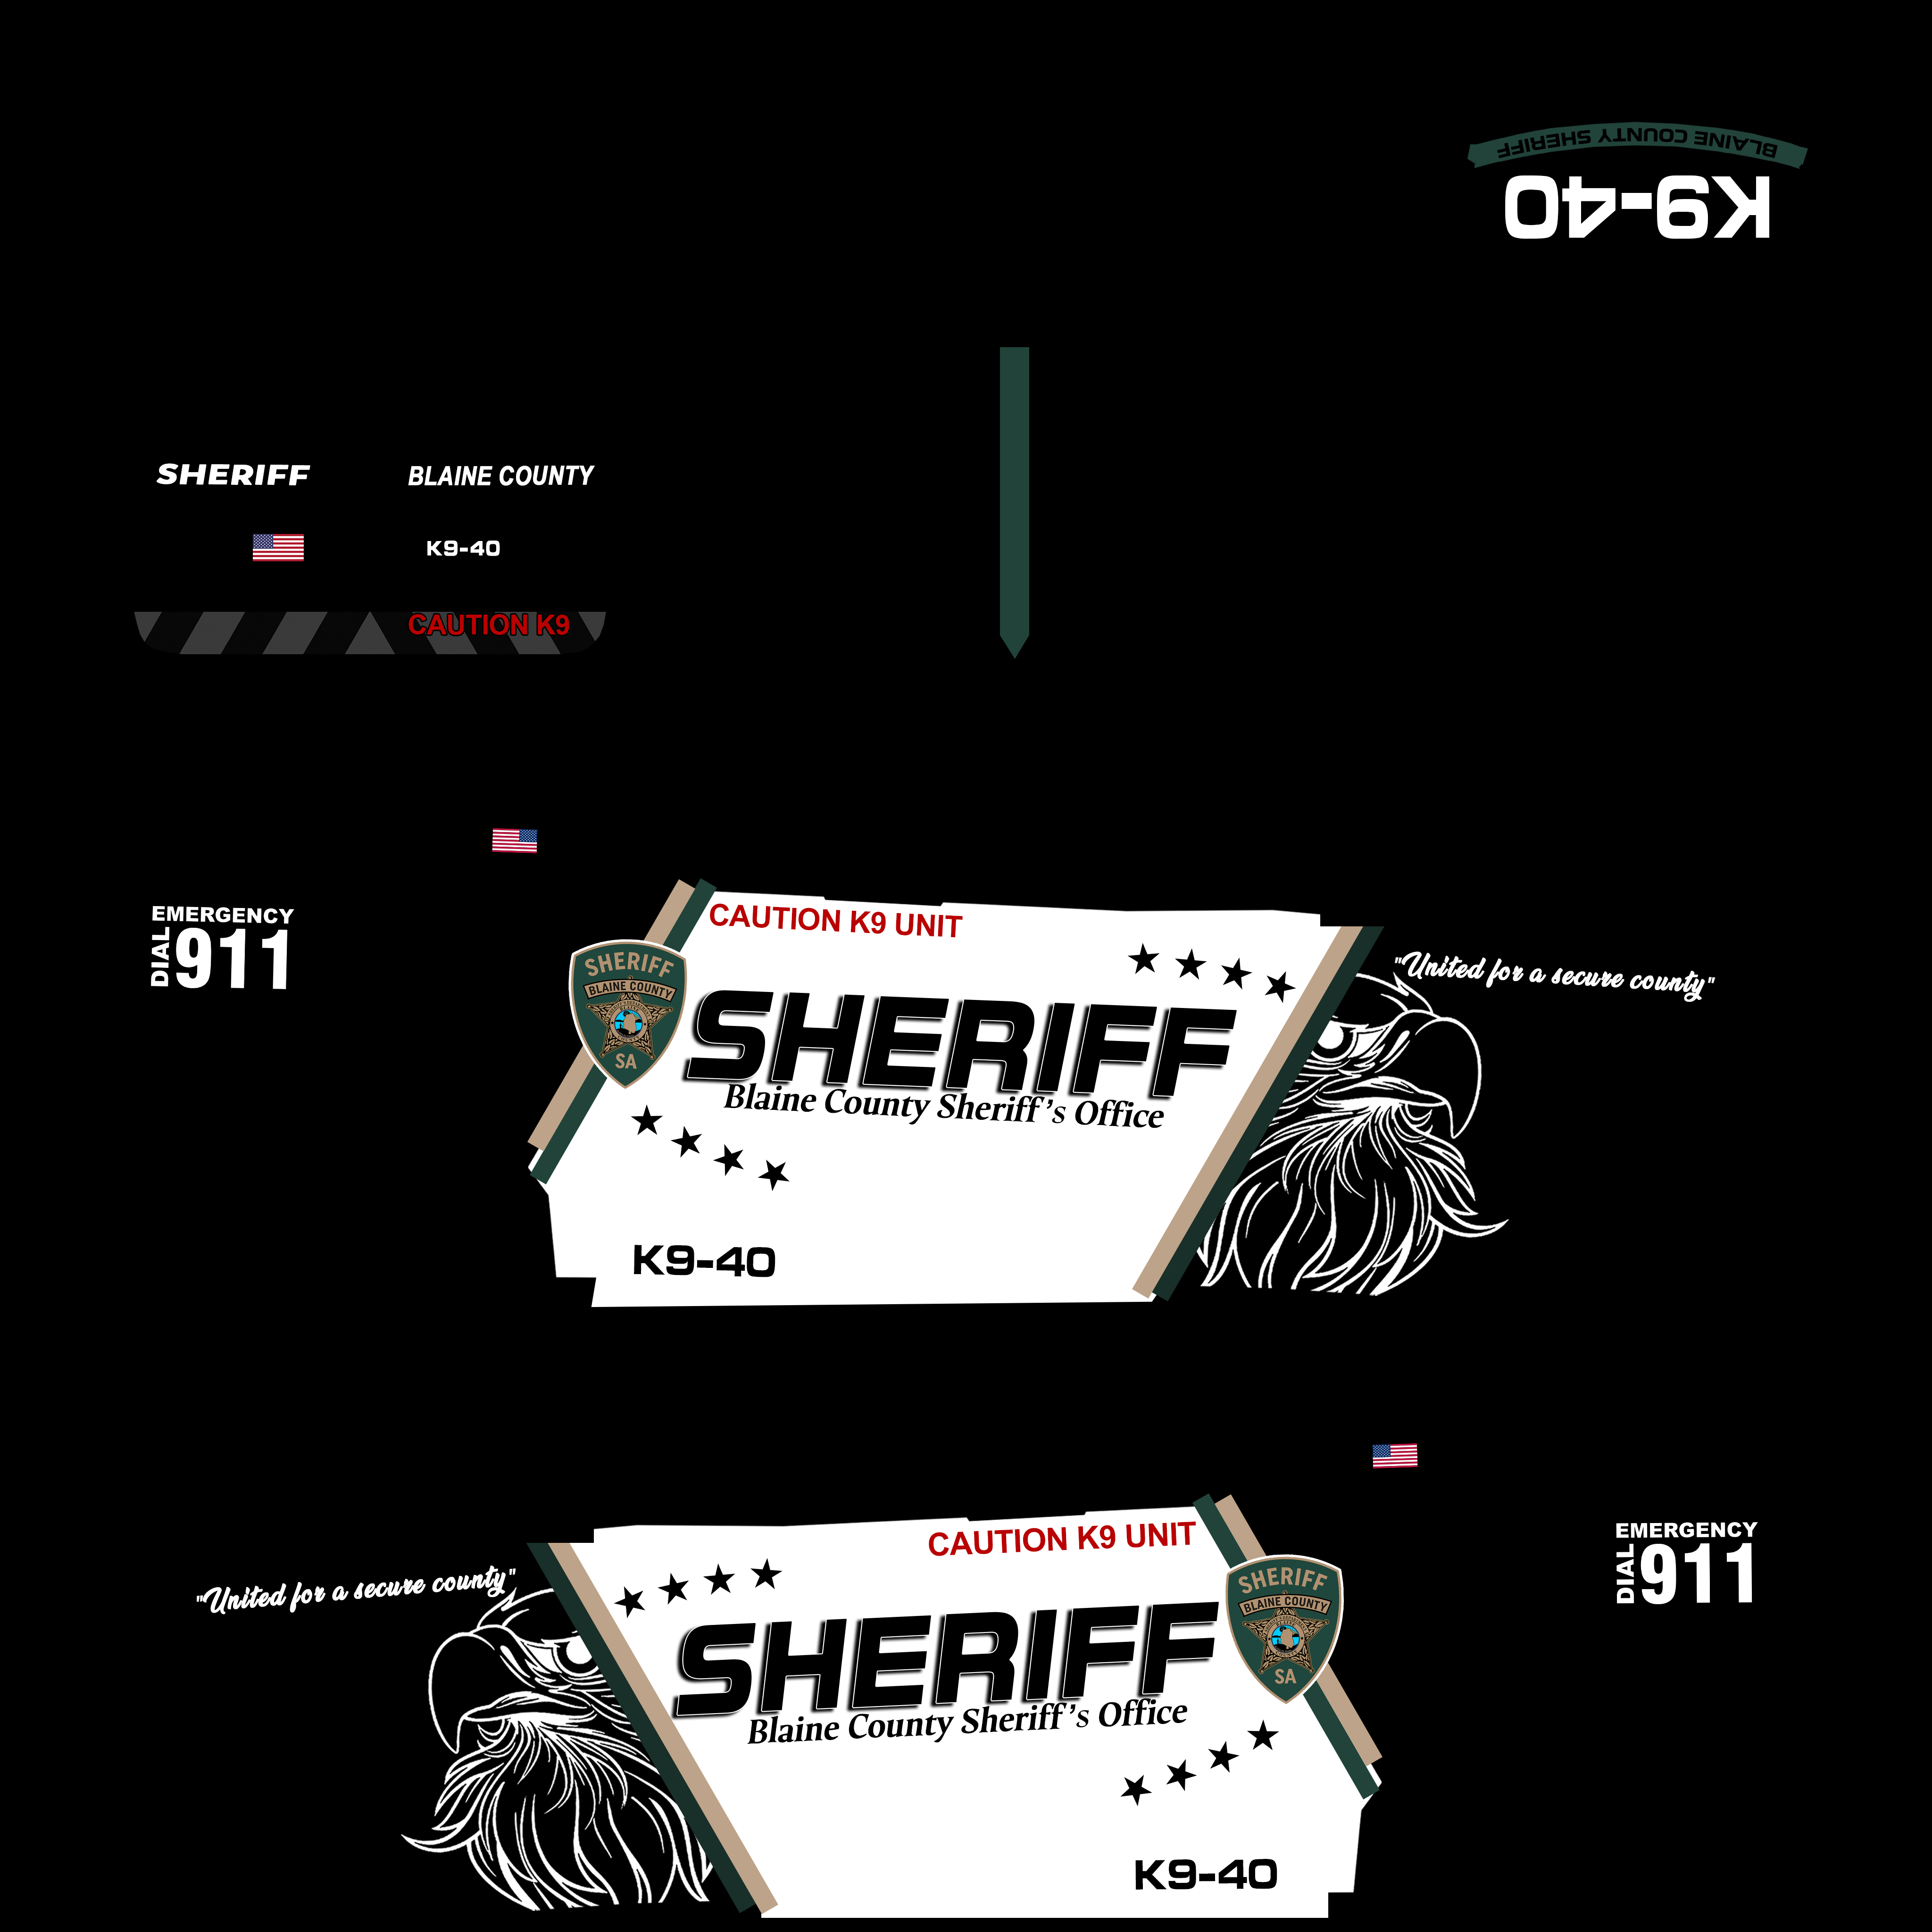 BLAINE COUNTY SHERIFF
K9-40
SHERIFF
BLAINE COUNTY
K9-40
CAUTION K9
EMERGENCY
DIAL 911
CAUTION K9 UNIT
"United for a secure county"
SHERIFF
BLAINE COUNTY
SA
SHERIFF
Blaine County Sheriff's Office
K9-40
CAUTION K9 UNIT
EMERGENCY
DIAL 911
"United for a secure county"
SHERIFF
Blaine County Sheriff's Office
SHERIFF
BLAINE COUNTY
SA
K9-40